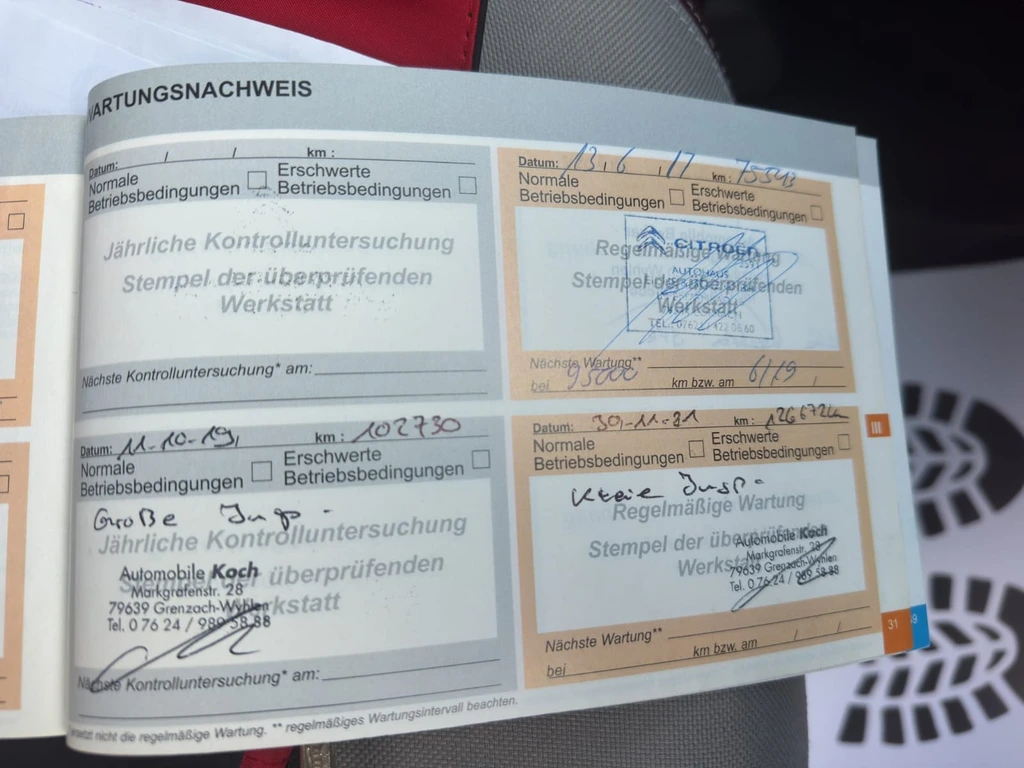 WARTUNGSNACHWEIS
Datum: / / km :
Normale
Betriebsbedingungen
Erschwerte
Betriebsbedingungen
Jährliche Kontrolluntersuchung
Stempel der überprüfenden
Werkstatt
Nächste Kontrolluntersuchung* am:
Datum: 13.6.17 km: 75543
Normale
Betriebsbedingungen
Erschwerte
Betriebsbedingungen
Regelmäßige Wartung
Stempel der überprüfenden
Werkstatt
CITROËN
AUTOHAUS
Nächste Wartung**
bei 95000 km bzw. am 6/19
Datum: 11-10-19, km : 102730
Normale
Betriebsbedingungen
Erschwerte
Betriebsbedingungen
Große Insp.
Jährliche Kontrolluntersuchung
Stempel der überprüfenden
Werkstatt
Automobile Koch
Markgrafenstr. 28
79639 Grenzach-Wyhlen
Tel. 0 76 24 / 989 58 88
Nächste Kontrolluntersuchung* am:
Datum: 30.-11-21 km: 126672km
Normale
Betriebsbedingungen
Erschwerte
Betriebsbedingungen
Insp.
Regelmäßige Wartung
Stempel der überprüfenden
Werkstatt
Automobile Koch
Markgrafenstr. 28
79639 Grenzach-Wyhlen
Tel. 0 76 24 / 989 58 88
Nächste Wartung**
bei km bzw. am / /
nicht die regelmäßige Wartung. ** regelmäßiges Wartungsintervall beachten.
III
31